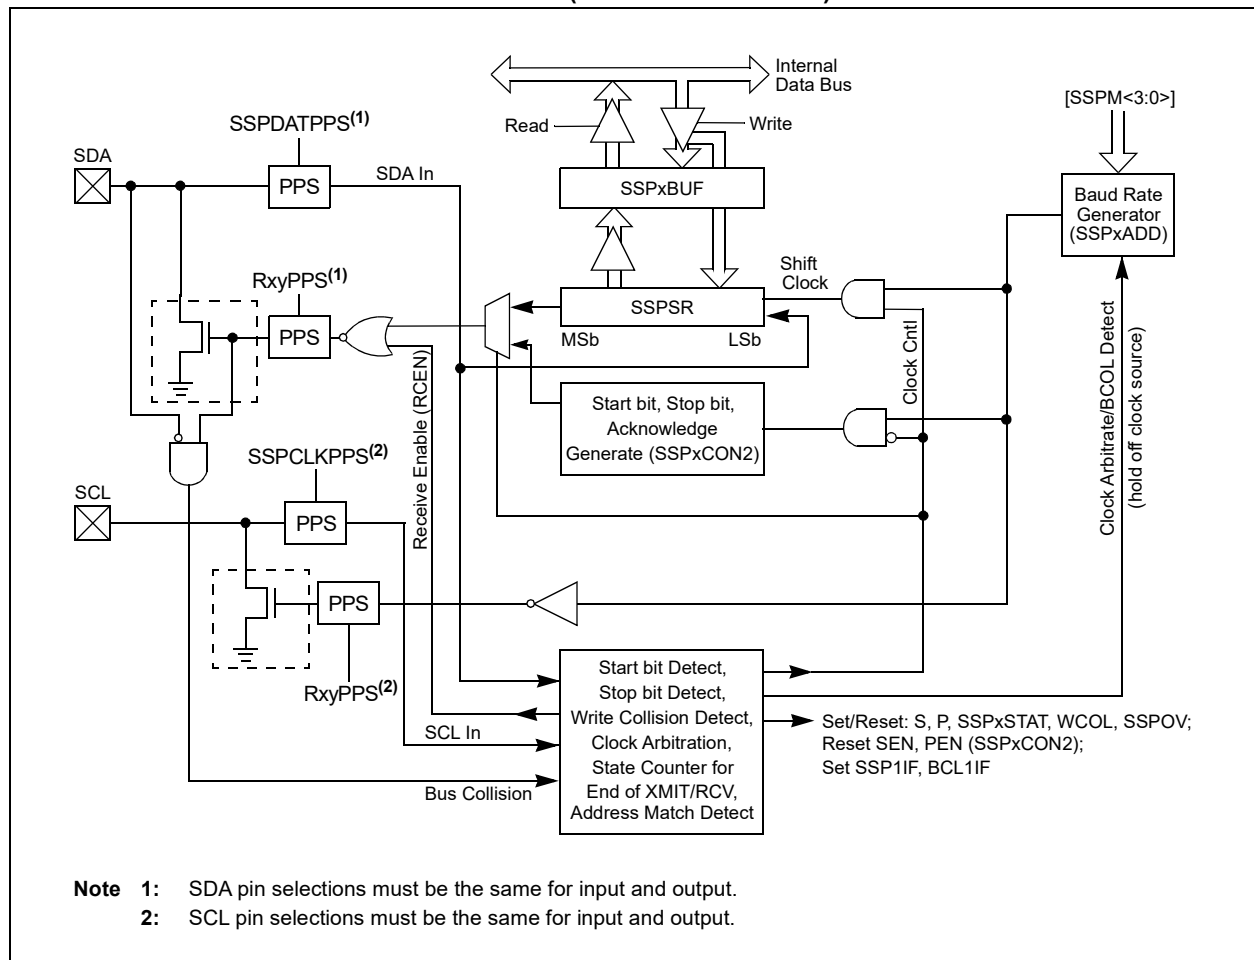 Internal
Data Bus
[SSPM<3:0>]
SSPDATPPS(1)
Read
Write
SDA
PPS
SDA In
SSPxBUF
Baud Rate
Generator
(SSPxADD)
RxyPPS(1)
Shift
Clock
PPS
SSPSR
MSb
LSb
Receive Enable (RCEN)
Clock Cntl
Clock Arbitrate/BCOL Detect
(hold off clock source)
Start bit, Stop bit,
Acknowledge
Generate (SSPxCON2)
SSPCLKPPS(2)
SCL
PPS
PPS
RxyPPS(2)
Start bit Detect,
Stop bit Detect,
Write Collision Detect,
Clock Arbitration,
State Counter for
End of XMIT/RCV,
Address Match Detect
SCL In
Bus Collision
Set/Reset: S, P, SSPxSTAT, WCOL, SSPOV;
Reset SEN, PEN (SSPxCON2);
Set SSP1IF, BCL1IF
Note 1: SDA pin selections must be the same for input and output.
2: SCL pin selections must be the same for input and output.